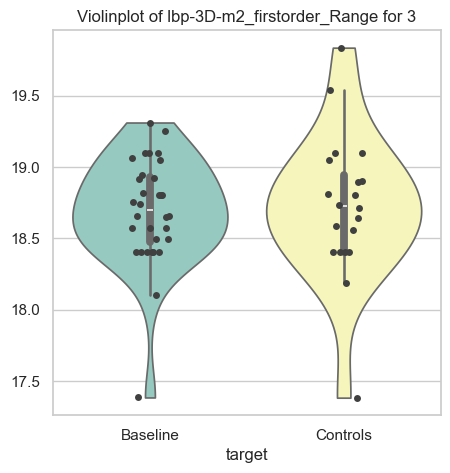 Violinplot of lbp-3D-m2_firstorder_Range for 3
19.5
19.0
18.5
18.0
17.5
Baseline
Controls
target